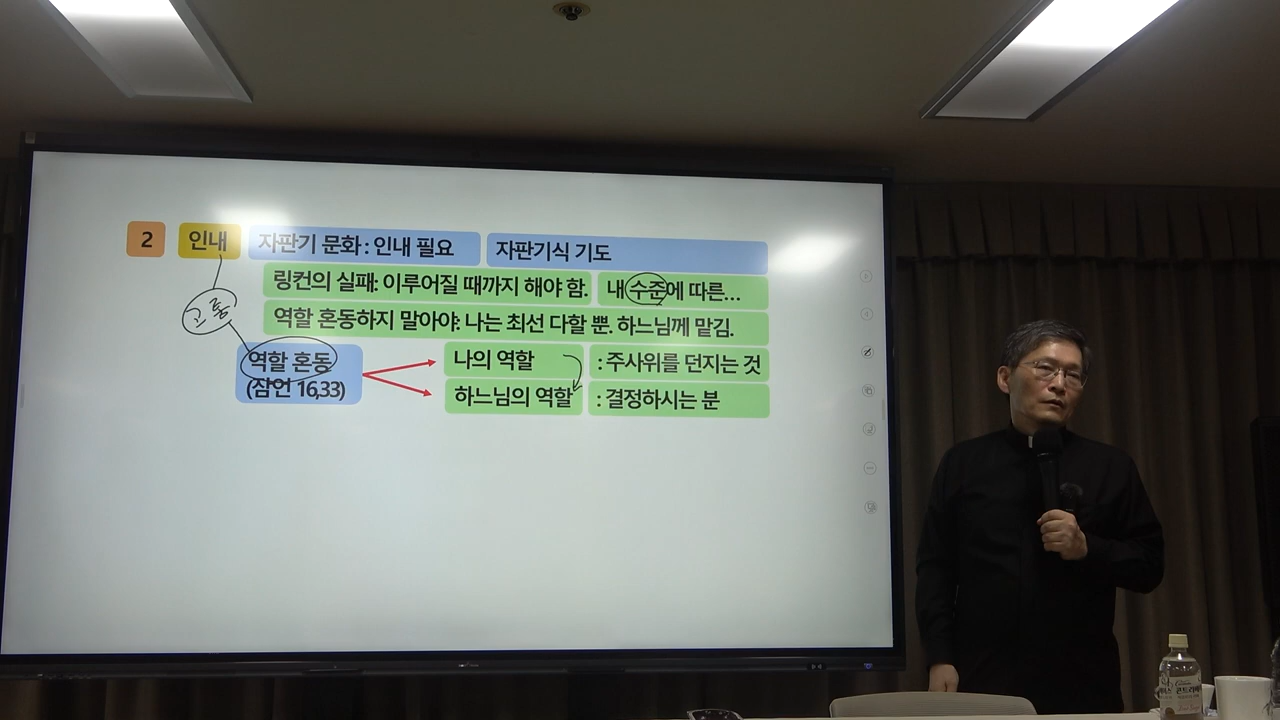 2 인내 자판기 문화 : 인내 필요 자판기식 기도
링컨의 실패: 이루어질 때까지 해야 함. 내 수준에 따른...
역할 혼동하지 말아야: 나는 최선 다할 뿐. 하느님께 맡김.
고통
역할 혼동
(잠언 16,33)
나의 역할 : 주사위를 던지는 것
하느님의 역할 : 결정하시는 분